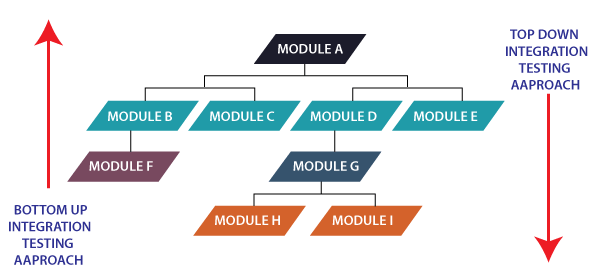 MODULE A
TOP DOWN
INTEGRATION
TESTING
AAPROACH
MODULE B
MODULE C
MODULE D
MODULE E
MODULE F
MODULE G
BOTTOM UP
INTEGRATION
TESTING
AAPROACH
MODULE H
MODULE I